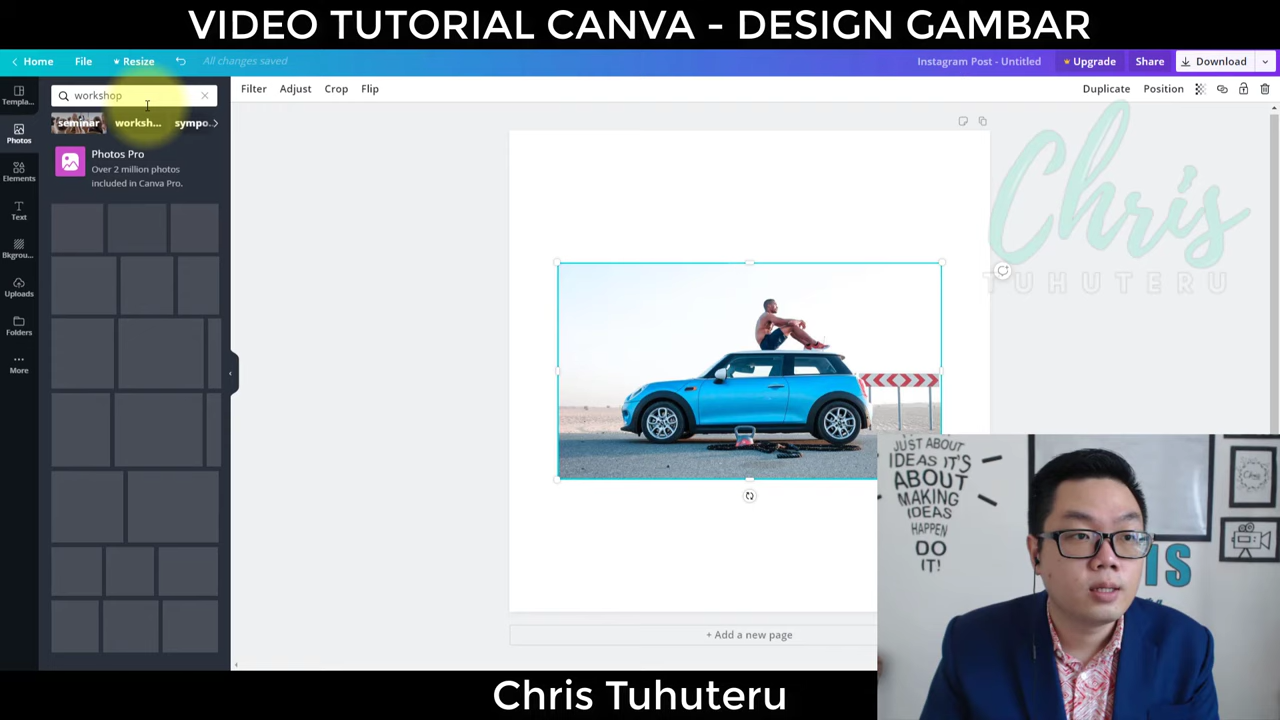 VIDEO TUTORIAL CANVA - DESIGN GAMBAR
Home File Resize All changes saved Instagram Post - Untitled Upgrade Share Download
workshop
Filter Adjust Crop Flip Duplicate Position
Templa...
seminar worksh... sympo.
Photos
Photos Pro
Over 2 million photos
included in Canva Pro.
Elements
Text
Bkgrou...
Uploads
Folders
More
Chris
TUHUTERU
JUST ABOUT
IDEAS IT'S
ABOUT
MAKING
IDEAS
HAPPEN
DO
IT!
IS
+ Add a new page
Chris Tuhuteru